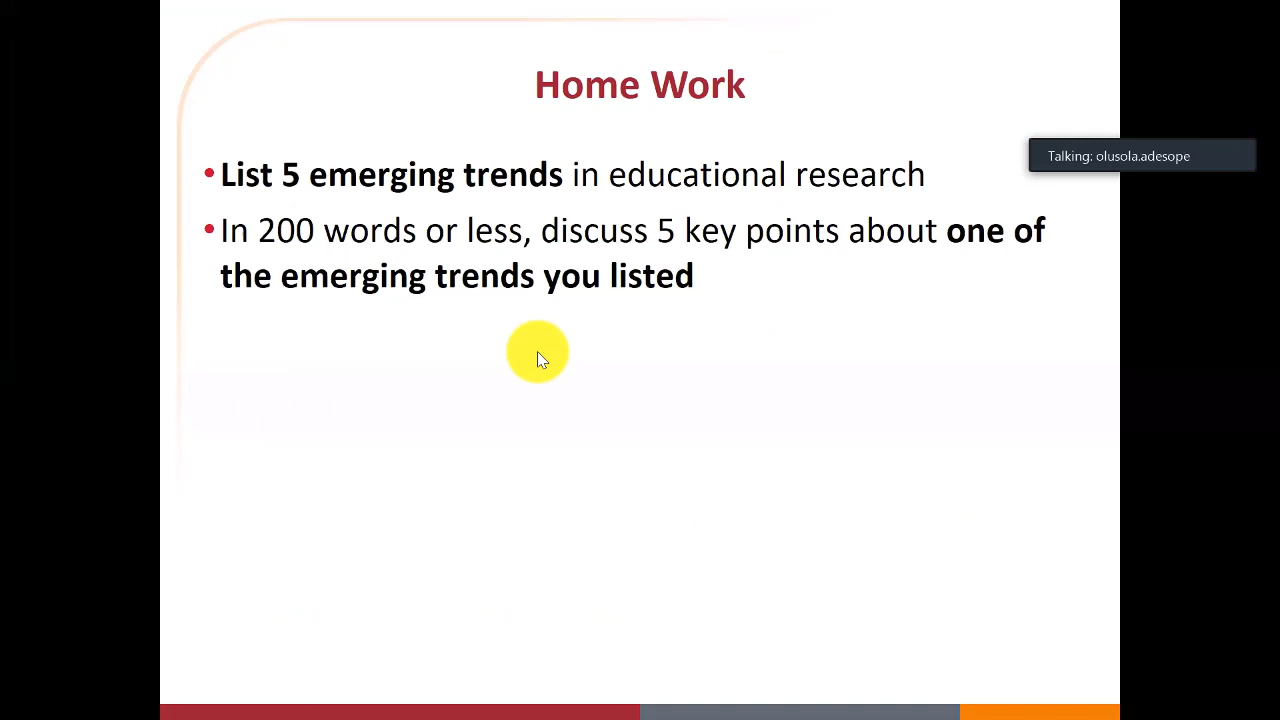 Home Work
•List 5 emerging trends in educational research
Talking: olusola.adesope
•In 200 words or less, discuss 5 key points about one of
the emerging trends you listed